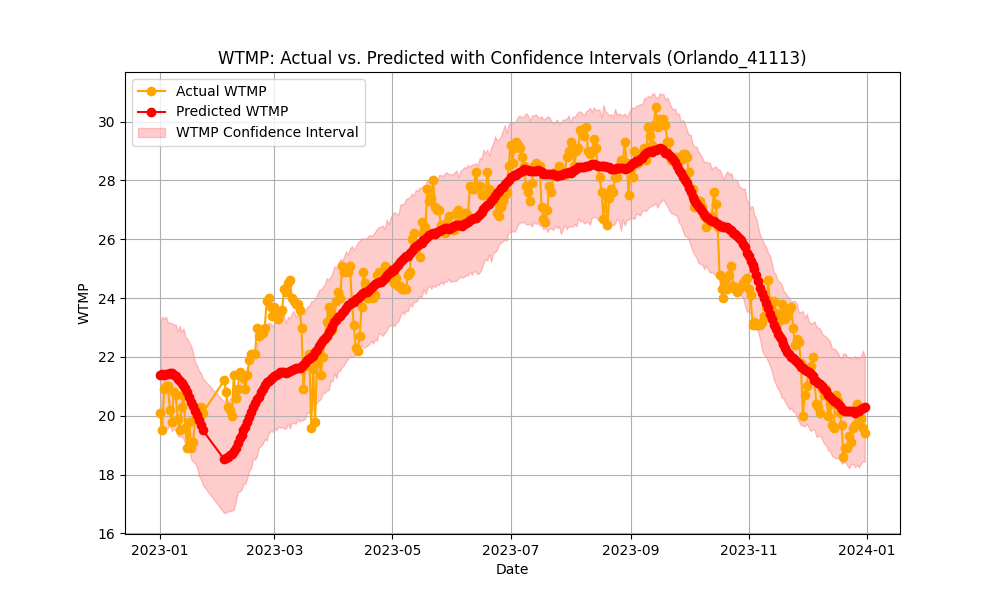 WTMP: Actual vs. Predicted with Confidence Intervals (Orlando_41113)
Actual WTMP
Predicted WTMP
WTMP Confidence Interval
WTMP
30
28
26
24
22
20
18
16
2023-01
2023-03
2023-05
2023-07
2023-09
2023-11
2024-01
Date